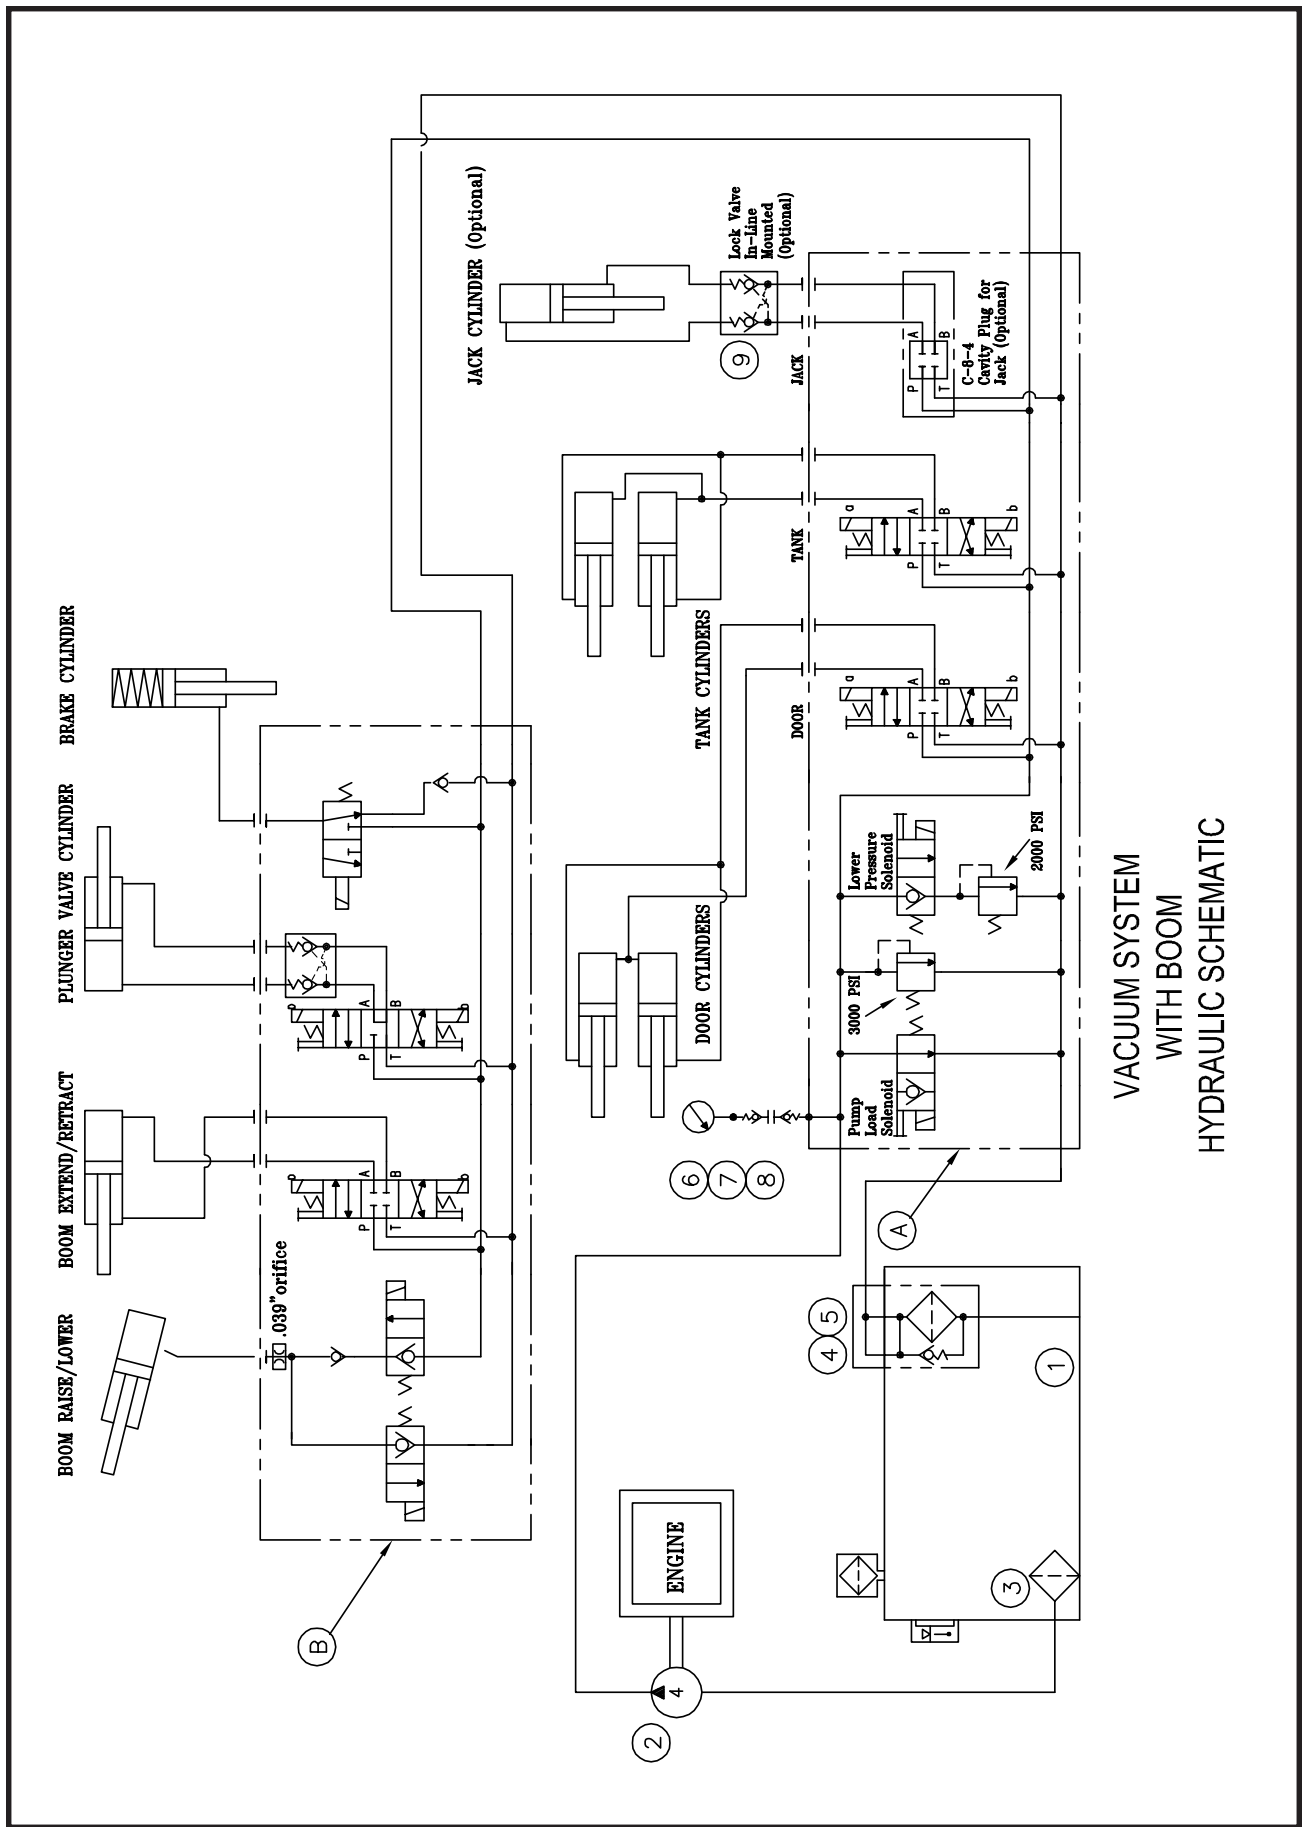 BOOM RAISE/LOWER
BOOM EXTEND/RETRACT
PLUNGER VALVE CYLINDER
BRAKE CYLINDER
.039"orifice
P
T
A
B
a
b
P
T
A
B
a
b
B
JACK CYLINDER (Optional)
Lock Valve
In-Line
Mounted
(Optional)
9
TANK CYLINDERS
DOOR CYLINDERS
DOOR
TANK
JACK
P
T
A
B
a
b
P
T
A
B
a
b
P
T
A
B
C-8-4
Cavity Plug for
Jack (Optional)
6
7
8
Pump
Load
Solenoid
3000 PSI
Lower
Pressure
Solenoid
2000 PSI
A
4
5
1
3
ENGINE
4
2
VACUUM SYSTEM
WITH BOOM
HYDRAULIC SCHEMATIC